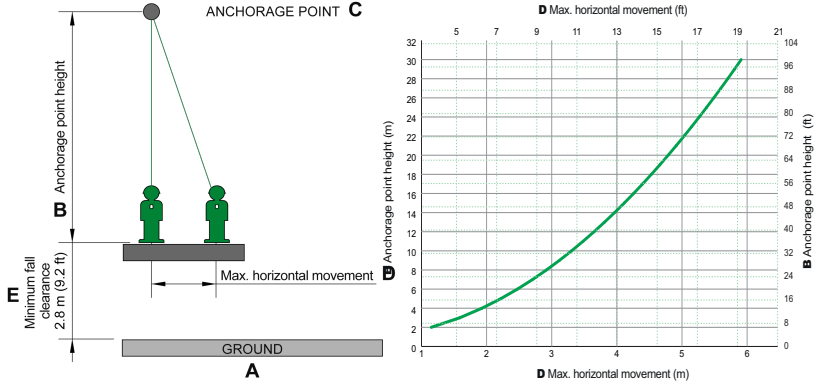 ANCHORAGE POINT C
Anchorage point height
B
Max. horizontal movement D
E
Minimum fall
clearance
2.8 m (9.2 ft)
GROUND
A
D Max. horizontal movement (ft)
5 7 9 11 13 15 17 19 21
32
30
28
26
24
22
20
18
16
14
12
10
8
6
4
2
0
B Anchorage point height (m)
104
96
88
80
72
64
56
48
40
32
24
16
8
0
B Anchorage point height (ft)
1 2 3 4 5 6
D Max. horizontal movement (m)